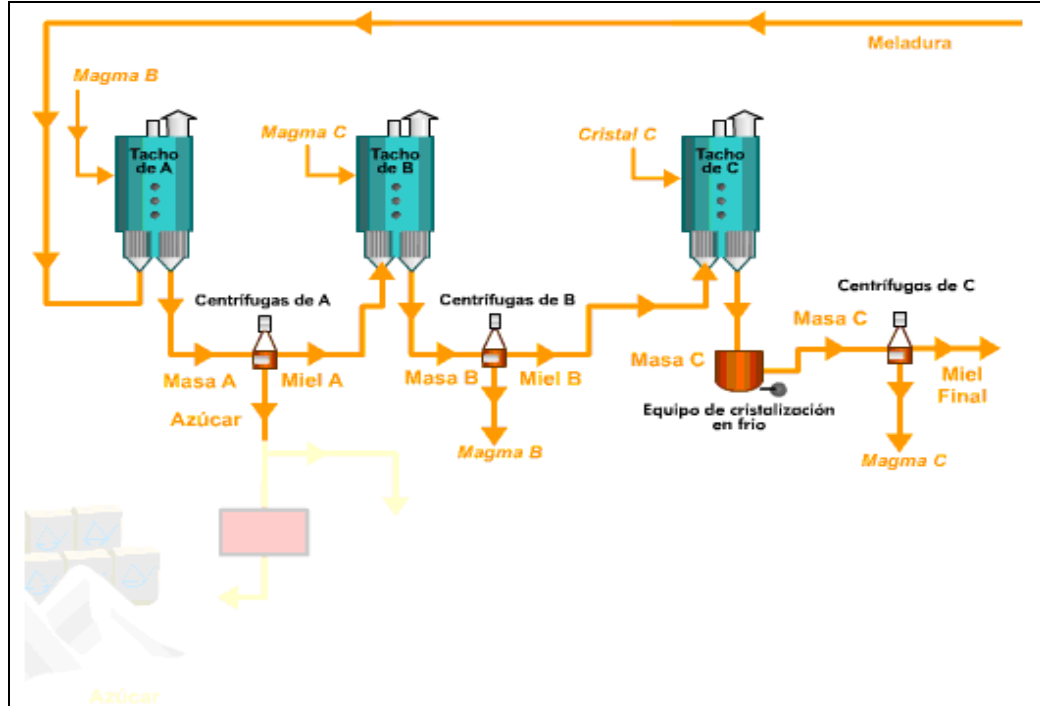 Meladura
Magma B
Magma C
Cristal C
Tacho
de A
Tacho
de B
Tacho
de C
Centrífugas de A
Centrífugas de B
Centrífugas de C
Masa A
Miel A
Masa B
Miel B
Masa C
Masa C
Miel
Final
Azúcar
Equipo de cristalización
en frio
Magma B
Magma C
Azúcar